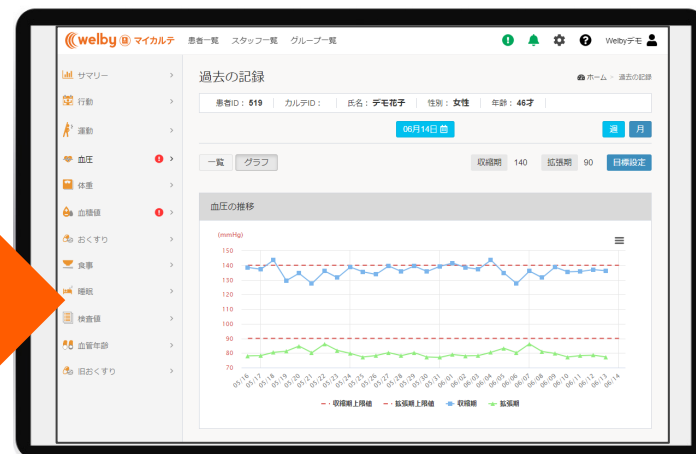 welby マイカルテ 患者一覧 スタッフ一覧 グループ一覧 Welbyデモ
サマリー
行動
運動
血圧
体重
血糖値
おくすり
食事
睡眠
検査値
血管年齢
旧おくすり
過去の記録
ホーム > 過去の記録
患者ID： 519 カルテID： 氏名： デモ花子 性別： 女性 年齢： 46才
06月14日
週 月
一覧 グラフ 収縮期 140 拡張期 90 目標設定
血圧の推移
(mmHg)
150
140
130
120
110
100
90
80
70
05/16 05/17 05/18 05/19 05/20 05/21 05/22 05/23 05/24 05/25 05/26 05/27 05/28 05/29 05/30 05/31 06/01 06/02 06/03 06/04 06/05 06/06 06/07 06/08 06/09 06/10 06/11 06/12 06/13 06/14
収縮期上限値 拡張期上限値 収縮期 拡張期